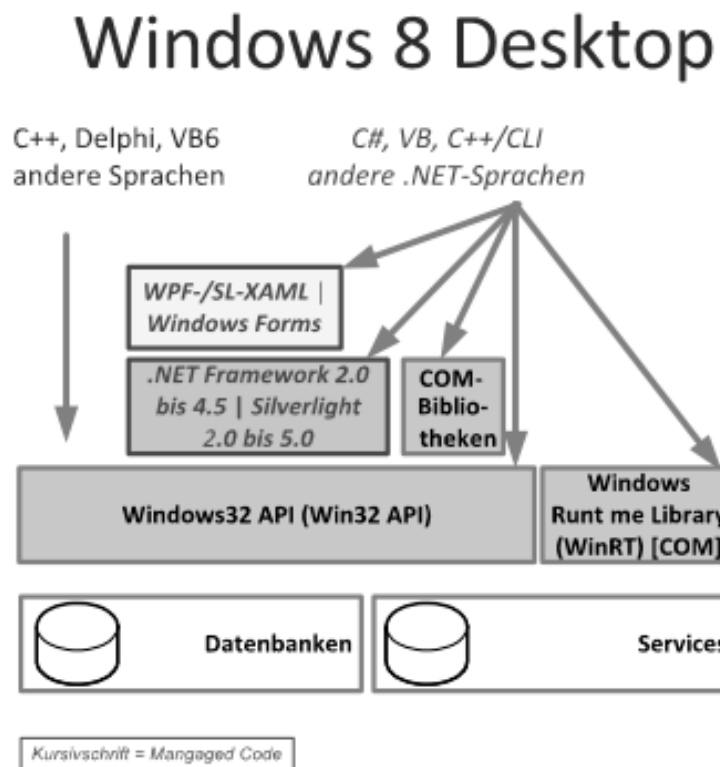 Windows 8 Desktop
C++, Delphi, VB6
andere Sprachen
C#, VB, C++/CLI
andere .NET-Sprachen
WPF-/SL-XAML |
Windows Forms
.NET Framework 2.0
bis 4.5 | Silverlight
2.0 bis 5.0
COM-
Biblio-
theken
Windows32 API (Win32 API)
Windows
Runt me Library
(WinRT) [COM]
Datenbanken
Services
Kursivschrift = Mangaged Code